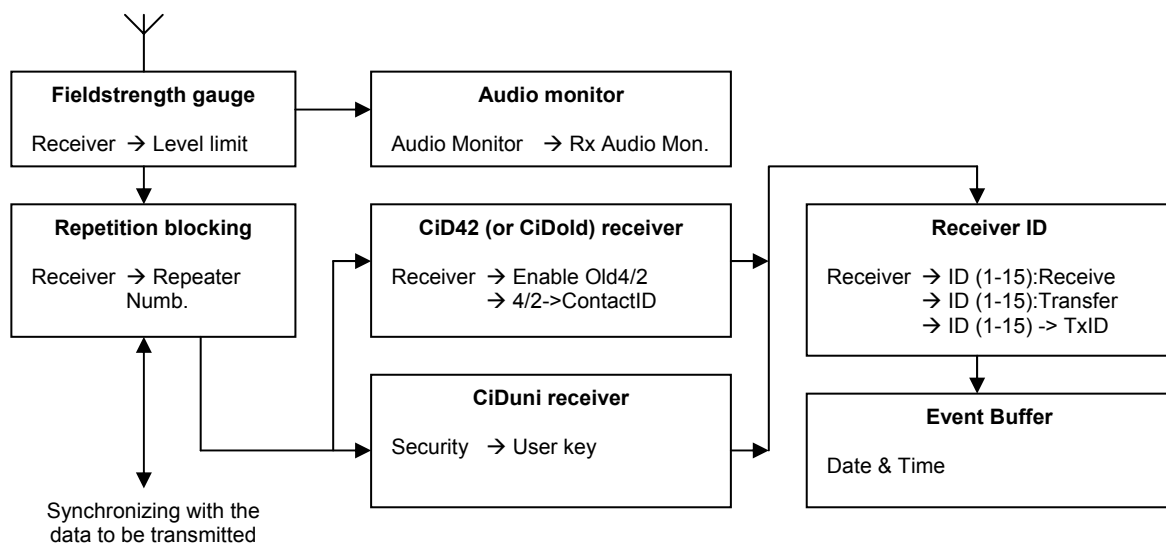 Fieldstrength gauge
Receiver → Level limit
Audio monitor
Audio Monitor → Rx Audio Mon.
Repetition blocking
Receiver → Repeater
Numb.
CiD42 (or CiDold) receiver
Receiver → Enable Old4/2
→ 4/2->ContactID
Receiver ID
Receiver → ID (1-15):Receive
→ ID (1-15):Transfer
→ ID (1-15) -> TxID
CiDuni receiver
Security → User key
Event Buffer
Date & Time
Synchronizing with the
data to be transmitted